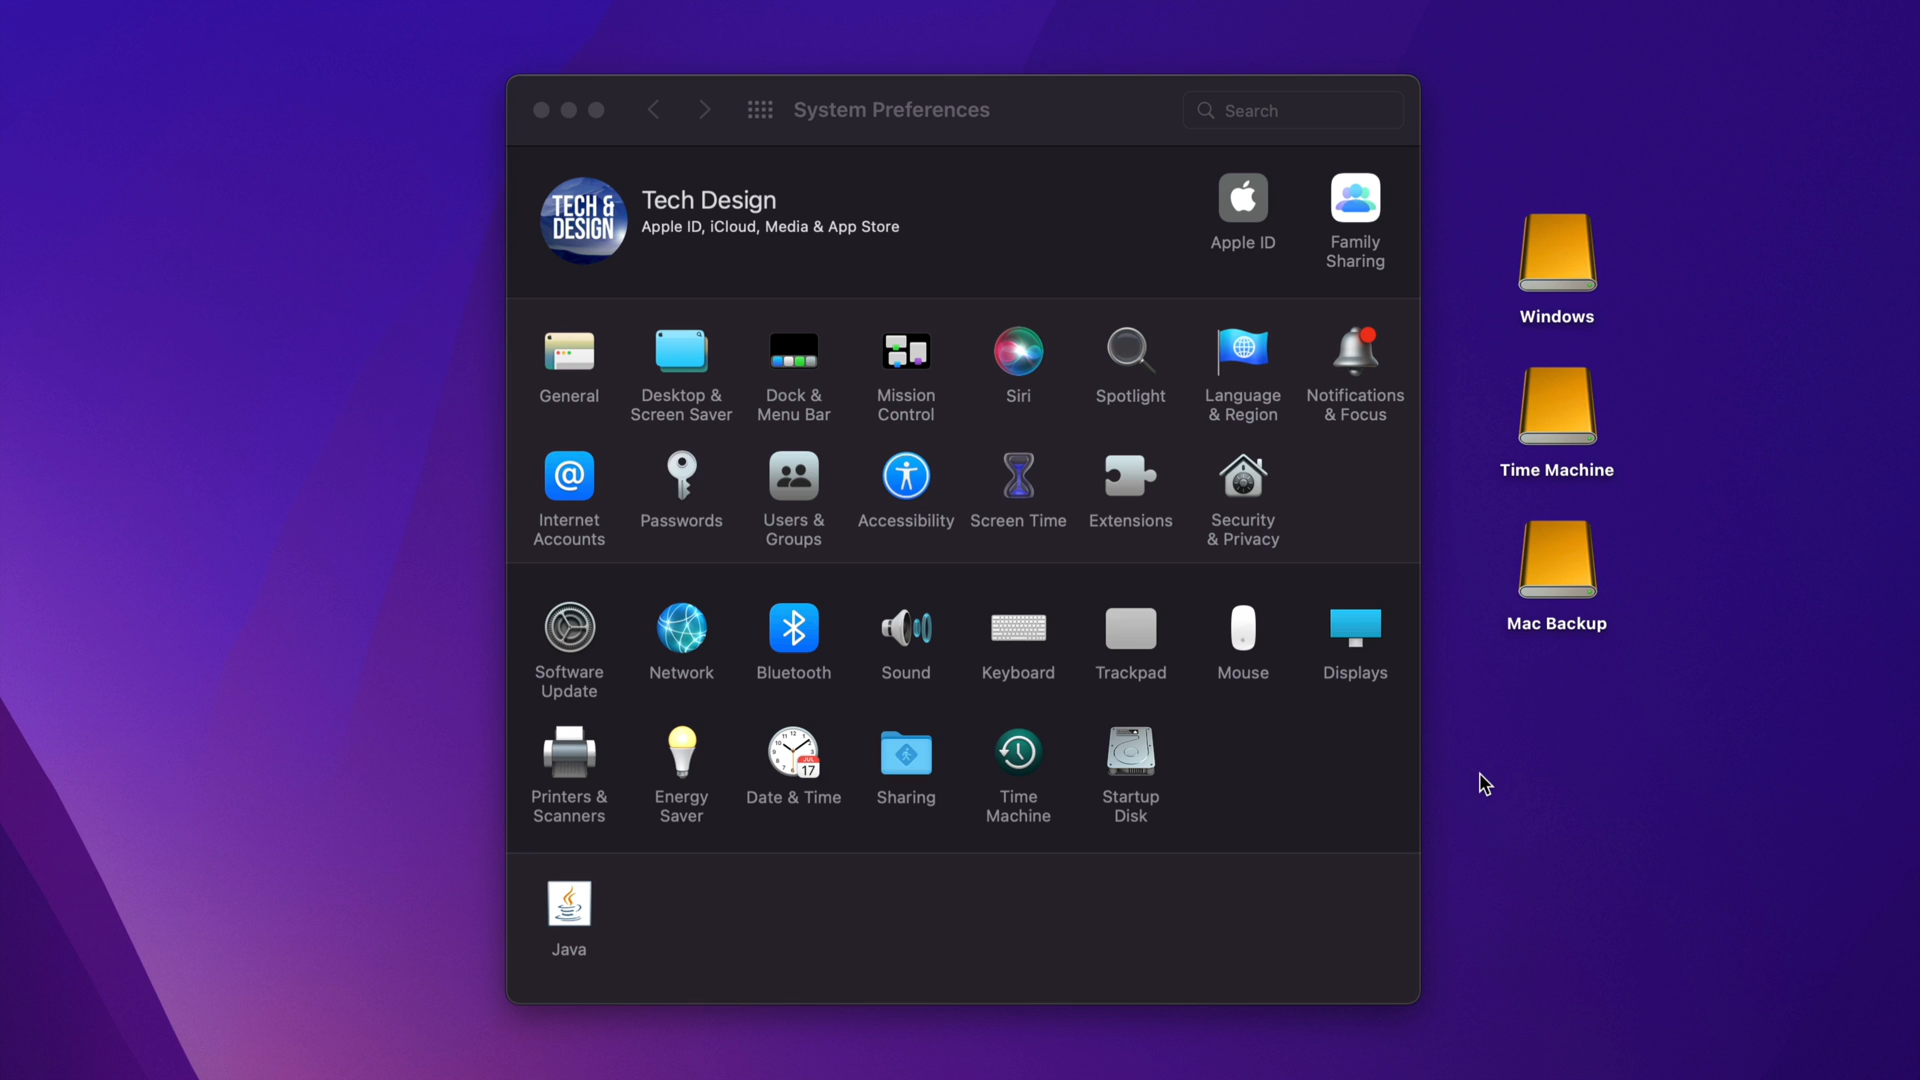 System Preferences
Search
TECH &
DESIGN
Tech Design
Apple ID, iCloud, Media & App Store
Apple ID
Family
Sharing
General
Desktop &
Screen Saver
Dock &
Menu Bar
Mission
Control
Siri
Spotlight
Language
& Region
Notifications
& Focus
@
Internet
Accounts
Passwords
Users &
Groups
Accessibility
Screen Time
Extensions
Security
& Privacy
Software
Update
Network
Bluetooth
Sound
Keyboard
Trackpad
Mouse
Displays
Printers &
Scanners
Energy
Saver
JUL
17
Date & Time
Sharing
Time
Machine
Startup
Disk
Java
Windows
Time Machine
Mac Backup